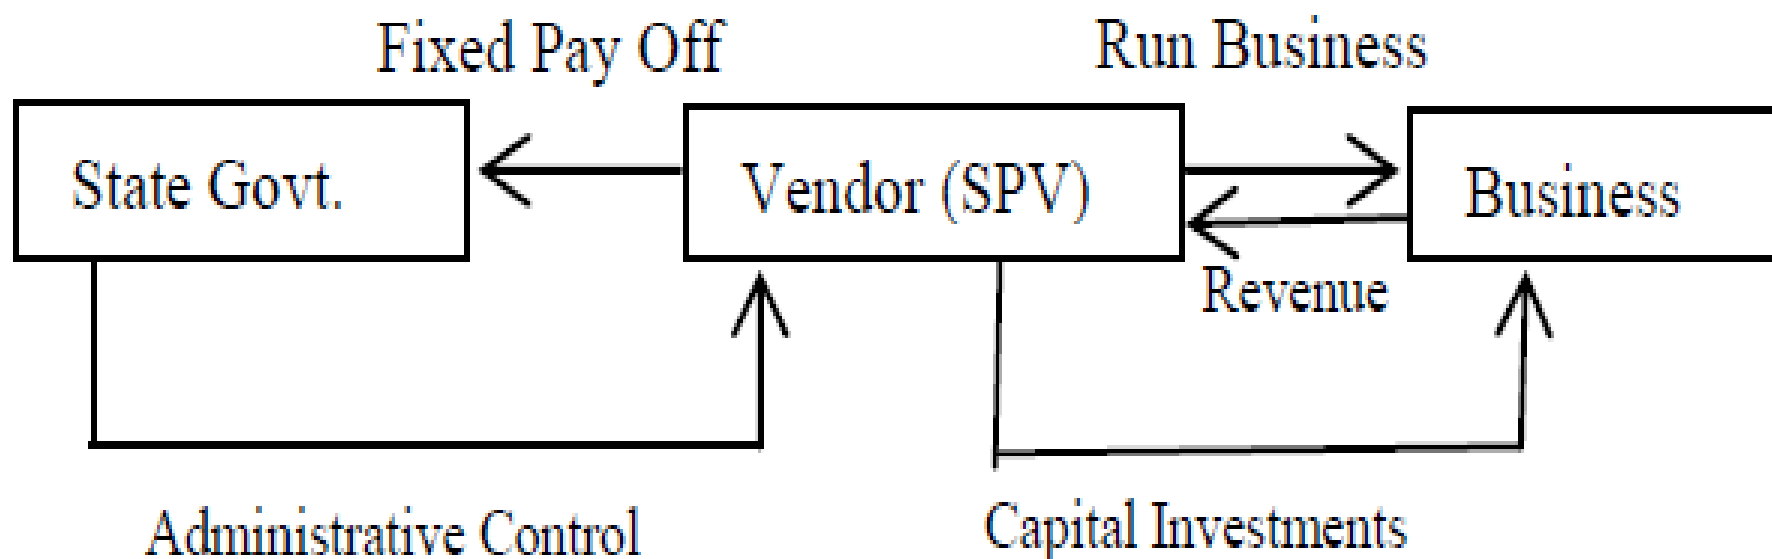 Fixed Pay Off
Run Business
State Govt.
Vendor (SPV)
Business
Revenue
Administrative Control
Capital Investments